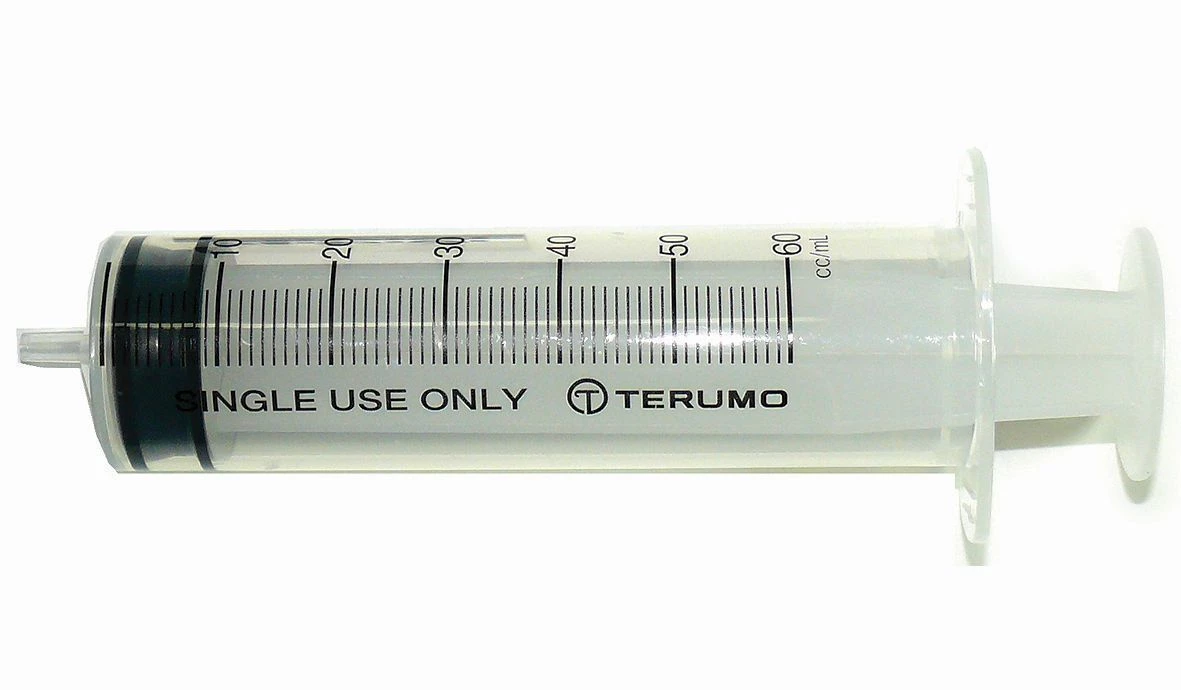 10 20 30 40 50 60
cc/mL
SINGLE USE ONLY TERUMO